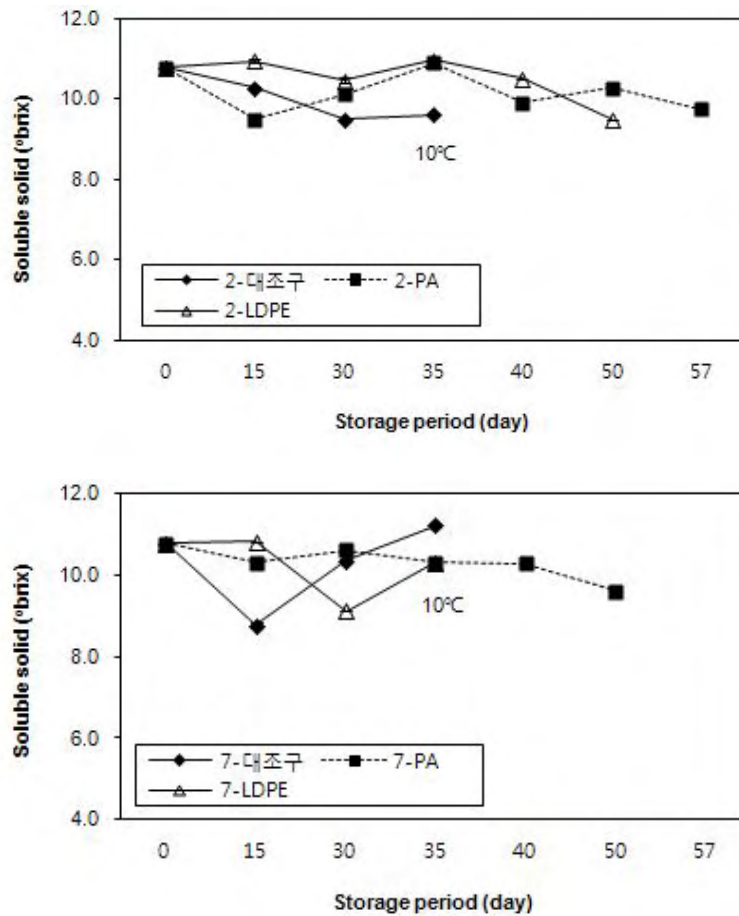 12.0
10.0
8.0
6.0
4.0
Soluble solid (ºbrix)
10℃
2-대조구 2-PA
2-LDPE
0 15 30 35 40 50 57
Storage period (day)
12.0
10.0
8.0
6.0
4.0
Soluble solid (ºbrix)
10℃
7-대조구 7-PA
7-LDPE
0 15 30 35 40 50 57
Storage period (day)